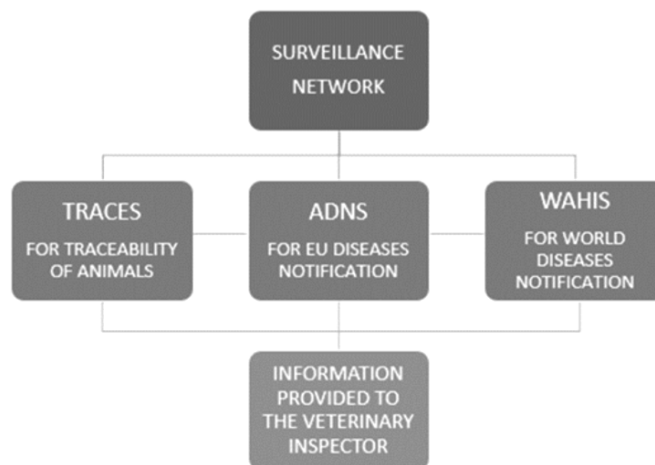 SURVEILLANCE
NETWORK
TRACES
FOR TRACEABILITY
OF ANIMALS
ADNS
FOR EU DISEASES
NOTIFICATION
WAHIS
FOR WORLD
DISEASES
NOTIFICATION
INFORMATION
PROVIDED TO
THE VETERINARY
INSPECTOR